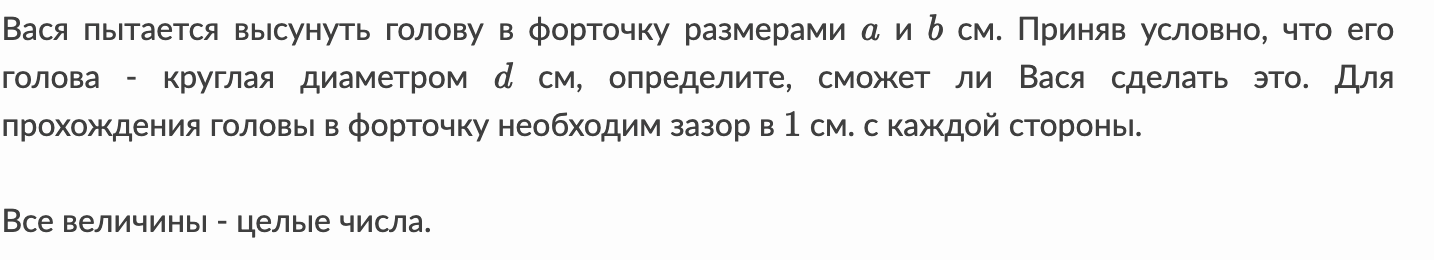 Вася пытается высунуть голову в форточку размерами a и b см. Приняв условно, что его
голова - круглая диаметром d см, определите, сможет ли Вася сделать это. Для
прохождения головы в форточку необходим зазор в 1 см. с каждой стороны.
Все величины - целые числа.